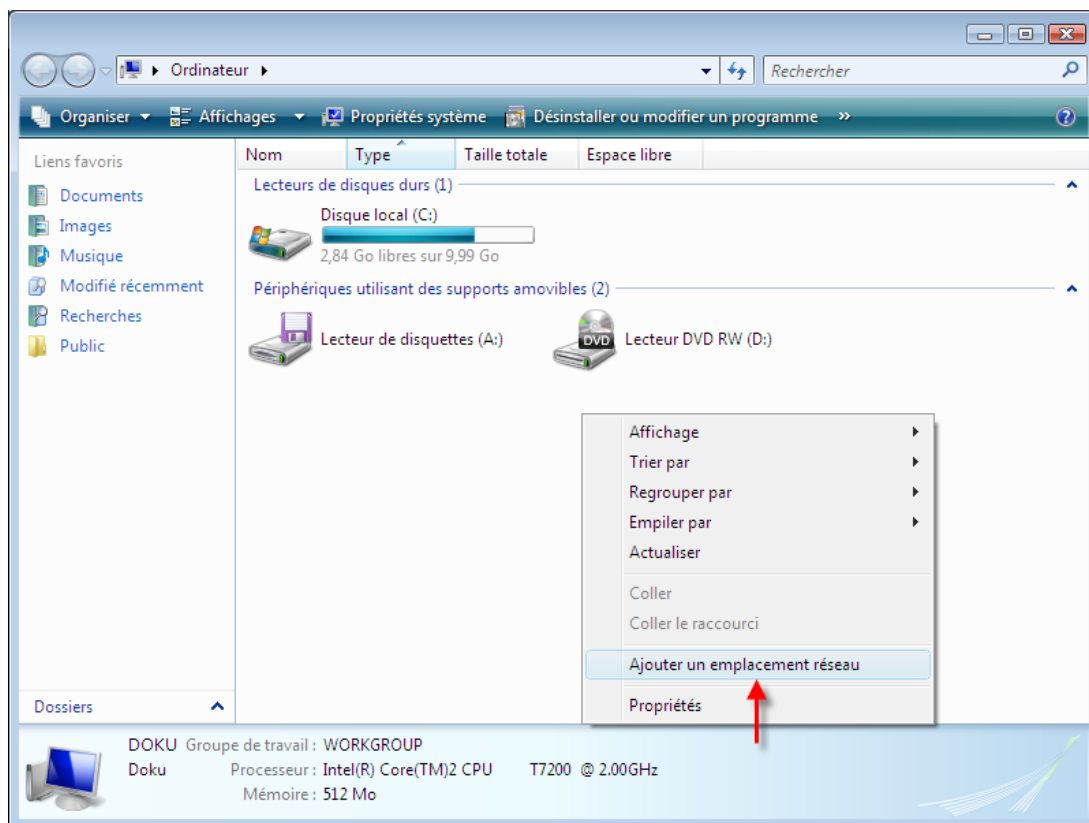 Ordinateur
Rechercher
Organiser Affichages Propriétés système Désinstaller ou modifier un programme »
Liens favoris
Documents
Images
Musique
Modifié récemment
Recherches
Public
Dossiers
Nom Type Taille totale Espace libre
Lecteurs de disques durs (1)
Disque local (C:)
2,84 Go libres sur 9,99 Go
Périphériques utilisant des supports amovibles (2)
Lecteur de disquettes (A:)
DVD
Lecteur DVD RW (D:)
Affichage
Trier par
Regrouper par
Empiler par
Actualiser
Coller
Coller le raccourci
Ajouter un emplacement réseau
Propriétés
DOKU Groupe de travail : WORKGROUP
Doku Processeur : Intel(R) Core(TM)2 CPU T7200 @ 2.00GHz
Mémoire : 512 Mo